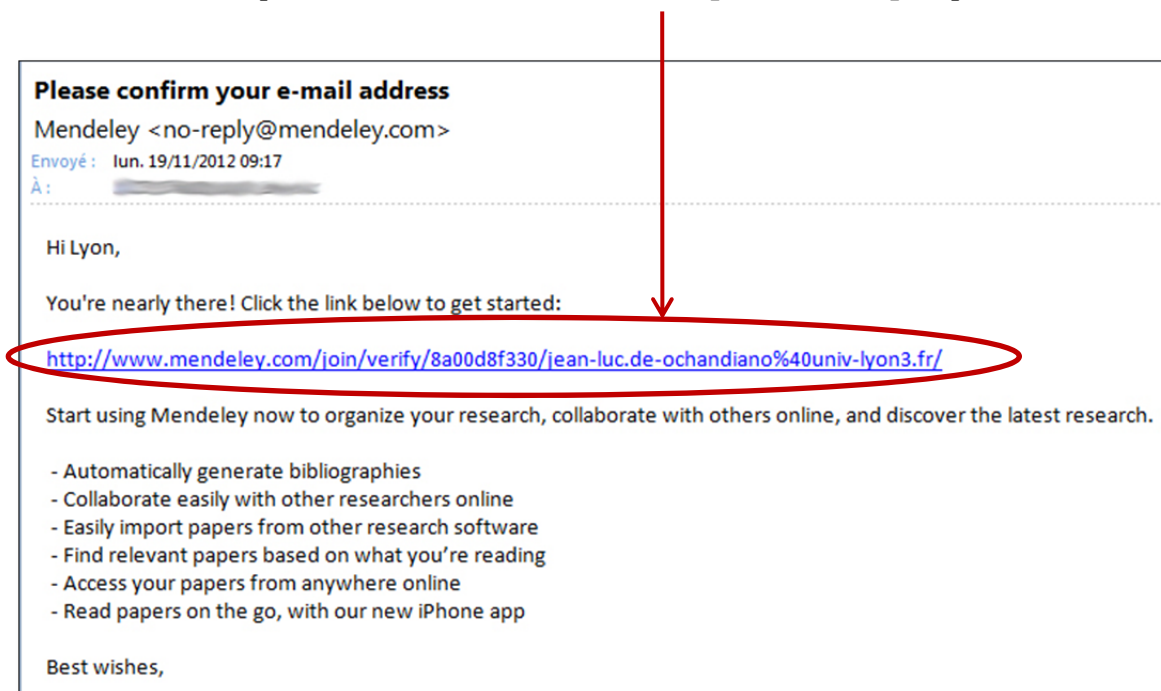 Please confirm your e-mail address
Mendeley <no-reply@mendeley.com>
Envoyé : lun. 19/11/2012 09:17
À :
Hi Lyon,
You're nearly there! Click the link below to get started:
http://www.mendeley.com/join/verify/8a00d8f330/jean-luc.de-ochandiano%40univ-lyon3.fr/
Start using Mendeley now to organize your research, collaborate with others online, and discover the latest research.
- Automatically generate bibliographies
- Collaborate easily with other researchers online
- Easily import papers from other research software
- Find relevant papers based on what you’re reading
- Access your papers from anywhere online
- Read papers on the go, with our new iPhone app
Best wishes,